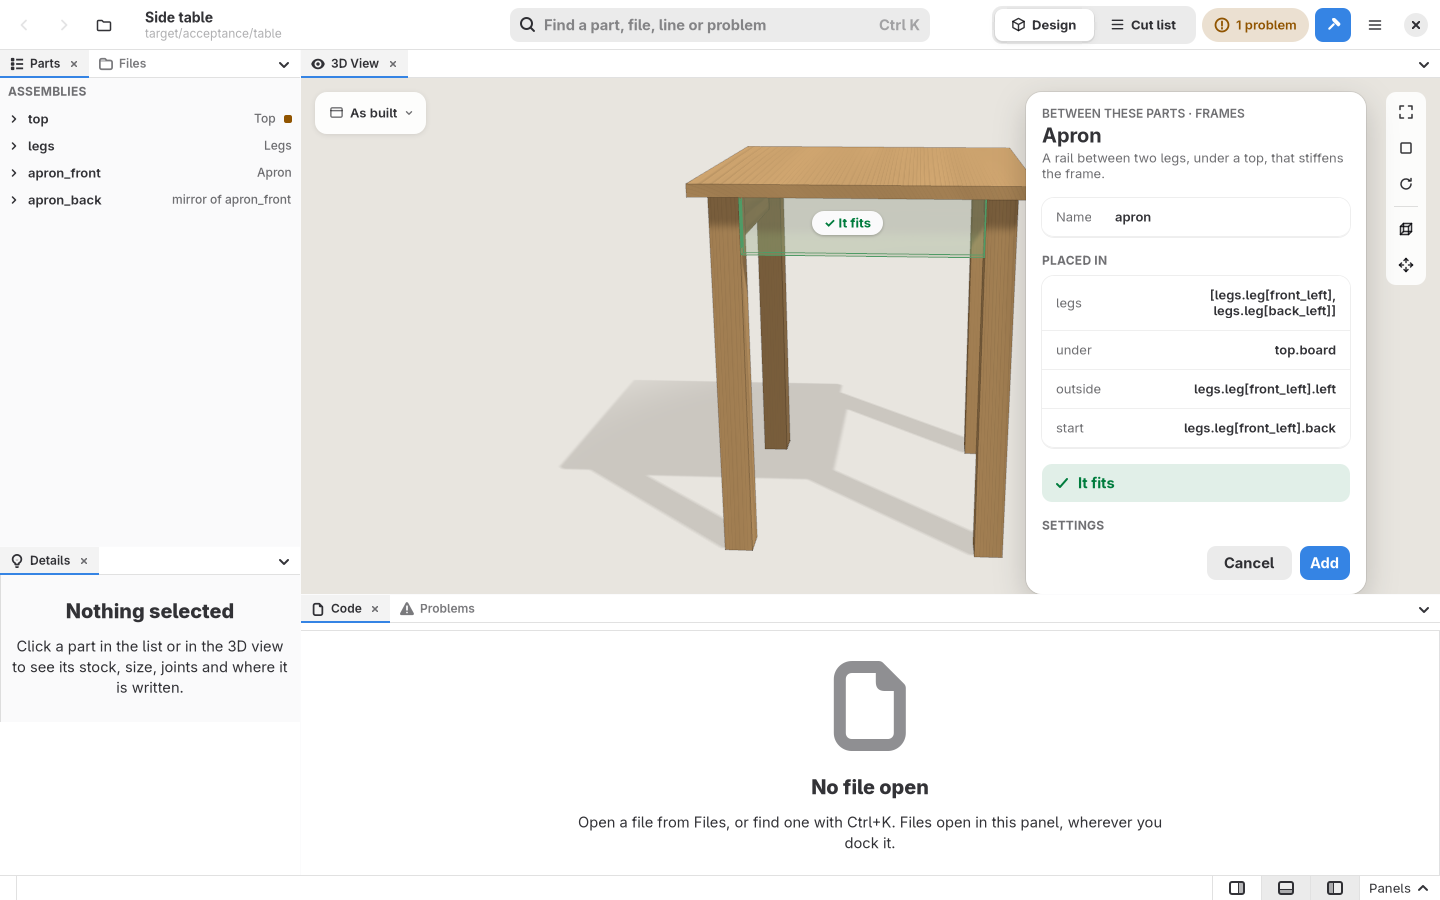 Side table
target/acceptance/table
Find a part, file, line or problem
Ctrl K
Design
Cut list
1 problem
Parts
Files
3D View
ASSEMBLIES
top
Top
legs
Legs
apron_front
Apron
apron_back
mirror of apron_front
As built
It fits
BETWEEN THESE PARTS · FRAMES
Apron
A rail between two legs, under a top, that stiffens
the frame.
Name
apron
PLACED IN
legs
[legs.leg[front_left],
legs.leg[back_left]]
under
top.board
outside
legs.leg[front_left].left
start
legs.leg[front_left].back
It fits
SETTINGS
Cancel
Add
Details
Nothing selected
Click a part in the list or in the 3D view
to see its stock, size, joints and where it
is written.
Code
Problems
No file open
Open a file from Files, or find one with Ctrl+K. Files open in this panel, wherever you
dock it.
Panels